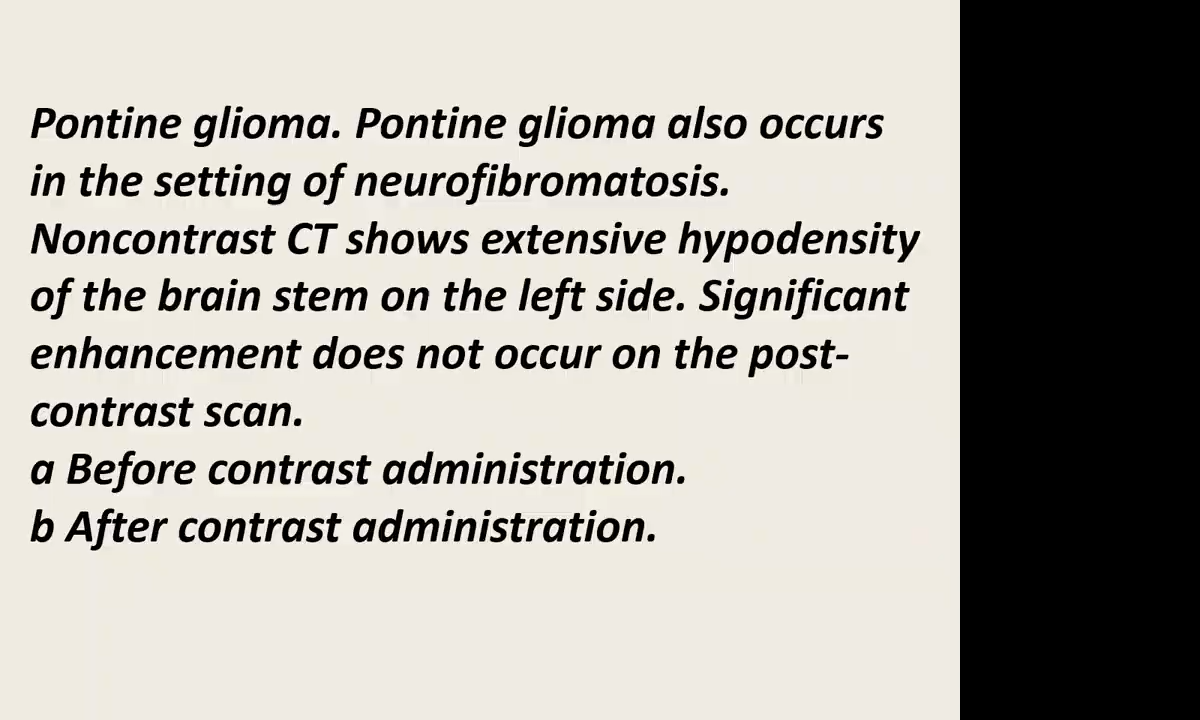 Pontine glioma. Pontine glioma also occurs
in the setting of neurofibromatosis.
Noncontrast CT shows extensive hypodensity
of the brain stem on the left side. Significant
enhancement does not occur on the post-
contrast scan.
a Before contrast administration.
b After contrast administration.